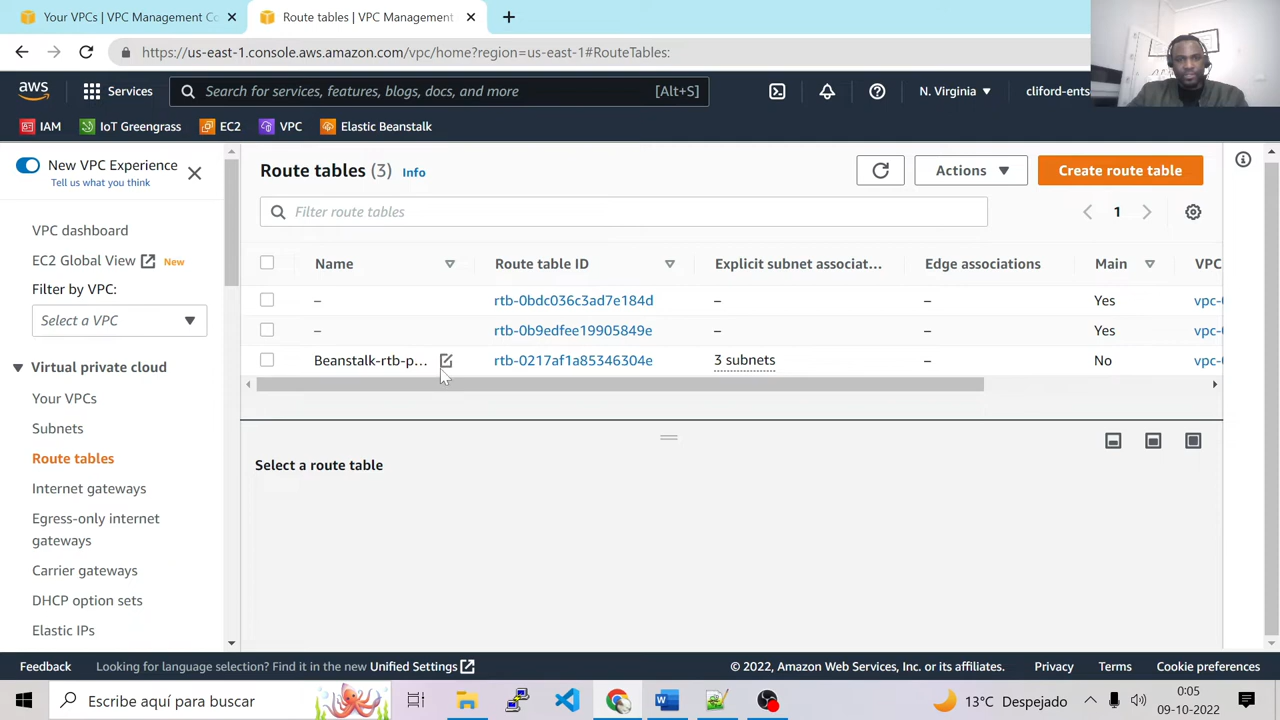 Your VPCs | VPC Management Co
Route tables | VPC Management
https://us-east-1.console.aws.amazon.com/vpc/home?region=us-east-1#RouteTables:
aws
Services
Search for services, features, blogs, docs, and more
[Alt+S]
N. Virginia
cliford-ents
IAM
IoT Greengrass
EC2
VPC
Elastic Beanstalk
New VPC Experience
Tell us what you think
VPC dashboard
EC2 Global View
New
Filter by VPC:
Select a VPC
Virtual private cloud
Your VPCs
Subnets
Route tables
Internet gateways
Egress-only internet
gateways
Carrier gateways
DHCP option sets
Elastic IPs
Route tables (3)
Info
Actions
Create route table
Filter route tables
1
Name
Route table ID
Explicit subnet associat...
Edge associations
Main
VPC
–
rtb-0bdc036c3ad7e184d
–
–
Yes
vpc-
–
rtb-0b9edfee19905849e
–
–
Yes
vpc-
Beanstalk-rtb-p...
rtb-0217af1a85346304e
3 subnets
–
No
vpc-
Select a route table
Feedback
Looking for language selection? Find it in the new Unified Settings
© 2022, Amazon Web Services, Inc. or its affiliates.
Privacy
Terms
Cookie preferences
Escribe aquí para buscar
13°C Despejado
0:05
09-10-2022